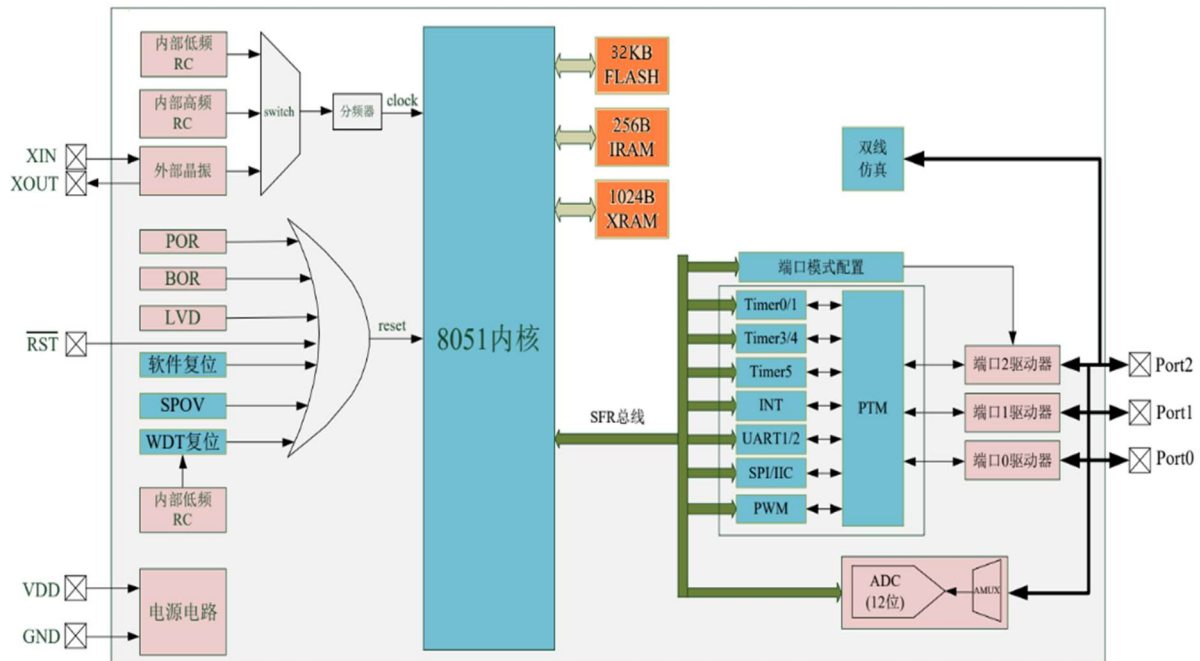 内部低频
RC
内部高频
RC
XIN
XOUT
外部晶振
switch
分频器
clock
POR
BOR
LVD
RST
软件复位
SPOV
WDT复位
内部低频
RC
reset
VDD
GND
电源电路
8051内核
32KB
FLASH
256B
IRAM
1024B
XRAM
双线
仿真
SFR总线
端口模式配置
Timer0/1
Timer3/4
Timer5
INT
UART1/2
SPI/IIC
PWM
PTM
端口2驱动器
端口1驱动器
端口0驱动器
Port2
Port1
Port0
ADC
(12位)
AMUX